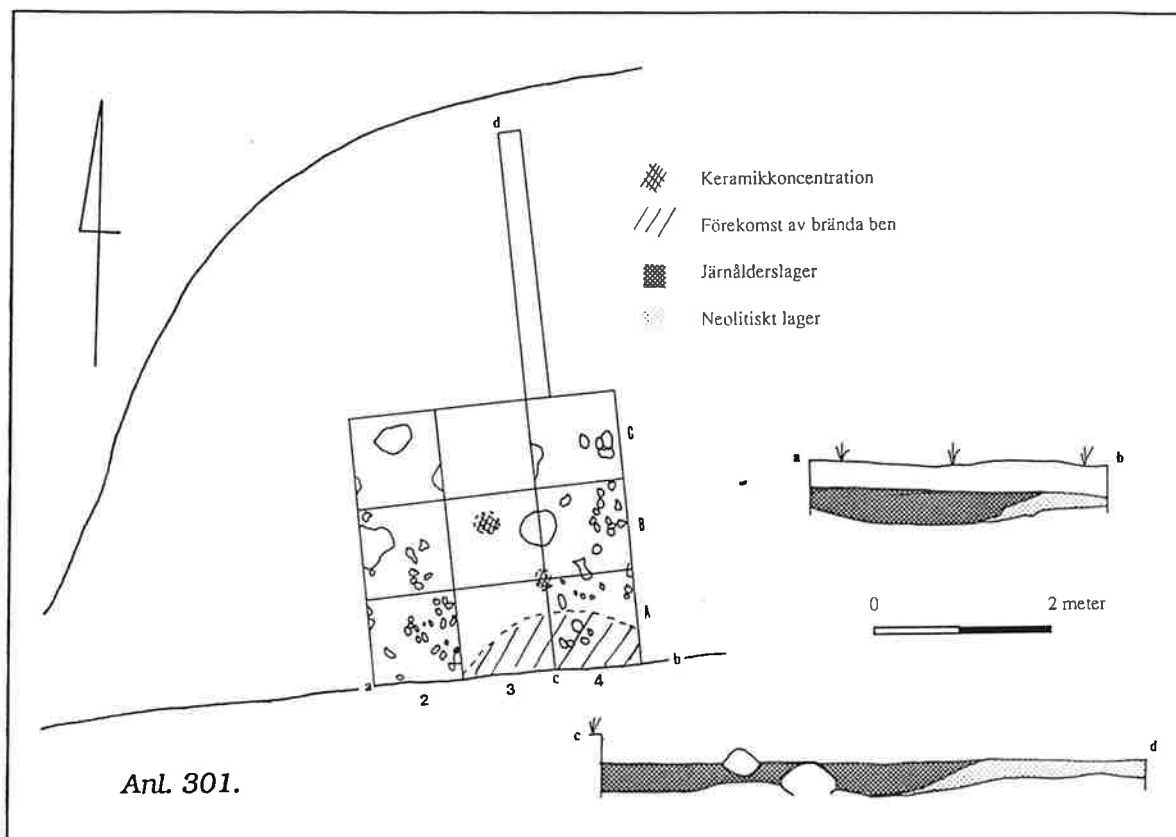 d
Keramikkoncentration
Förekomst av brända ben
Järnålderslager
Neolitiskt lager
C
B
A
a
2
3
c
4
b
a
b
0 2 meter
c
d
Anl. 301.